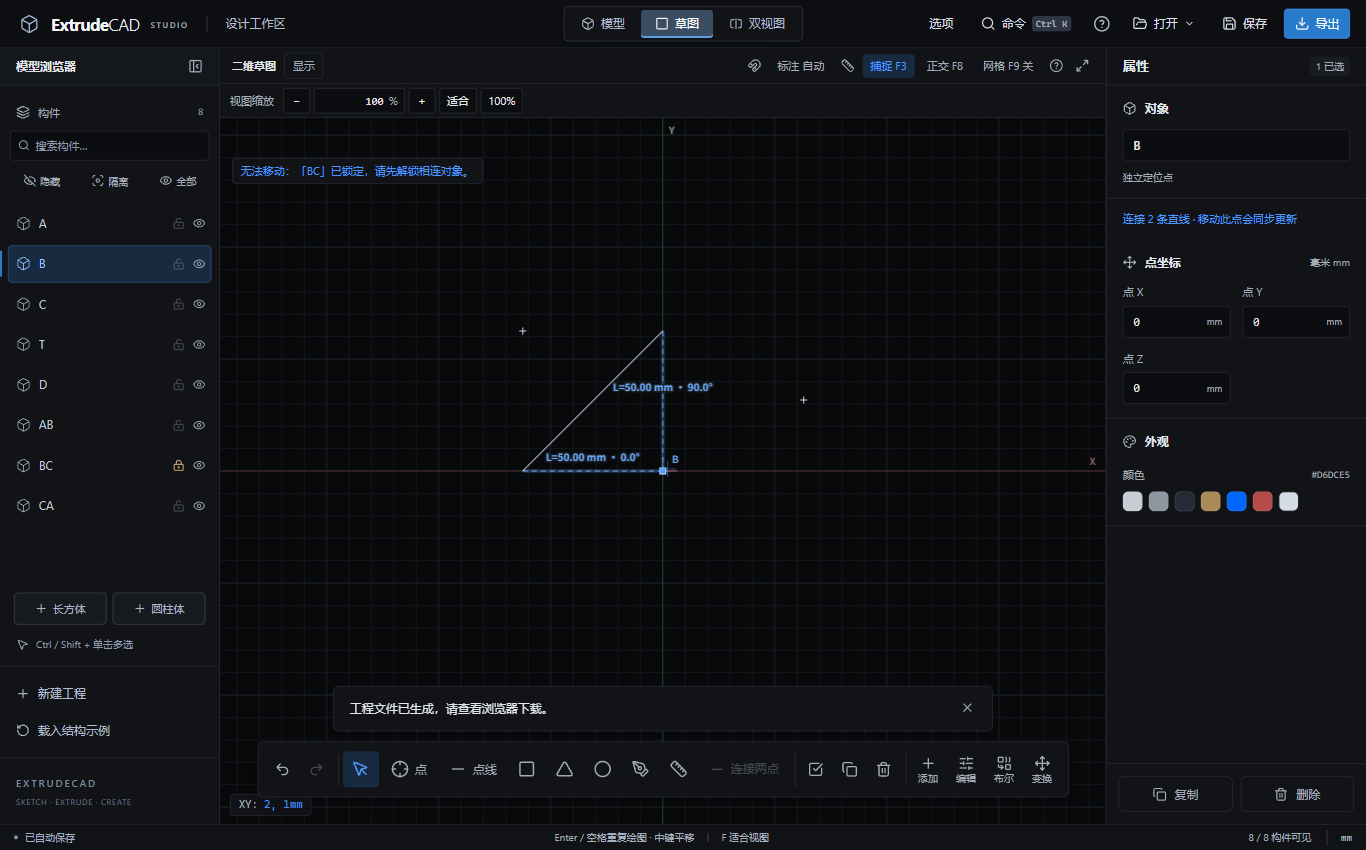 ExtrudeCAD STUDIO 设计工作区 模型 草图 双视图 选项 命令 Ctrl K 打开 保存 导出
模型浏览器 二维草图 显示 标注 自动 捕捉 F3 正交 F8 网格 F9 关 属性 1 已选
构件 8
视图缩放 − 100 % + 适合 100%
搜索构件...
隐藏 隔离 全部
A
B
C
T
D
AB
BC
CA
长方体 圆柱体
Ctrl / Shift + 单击多选
新建工程
载入结构示例
EXTRUDECAD
SKETCH · EXTRUDE · CREATE
Y
无法移动：「BC」已锁定，请先解锁相连对象。
L=50.00 mm · 90.0°
L=50.00 mm · 0.0°
B
X
工程文件已生成，请查看浏览器下载。
点 点线 连接两点 添加 编辑 布尔 变换
XY: 2, 1mm
对象
B
独立定位点
连接 2 条直线 · 移动此点会同步更新
点坐标 毫米 mm
点 X 点 Y
0 mm 0 mm
点 Z
0 mm
外观
颜色 #D6DCE5
复制 删除
已自动保存 Enter / 空格重复绘图 · 中键平移 F 适合视图 8 / 8 构件可见 mm